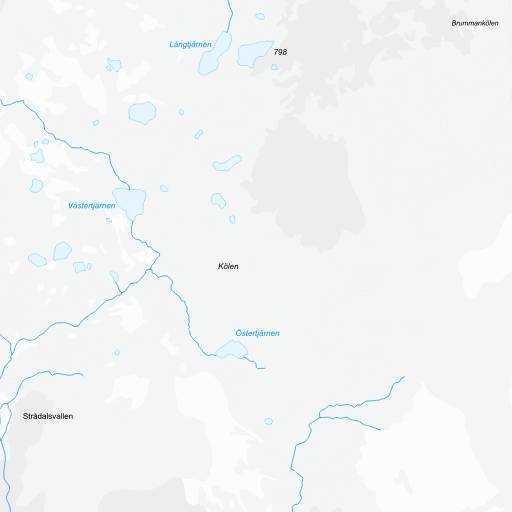 Brummankölen
Långtjärnen
798
Västertjärnen
Kölen
Östertjärnen
Strådalsvallen